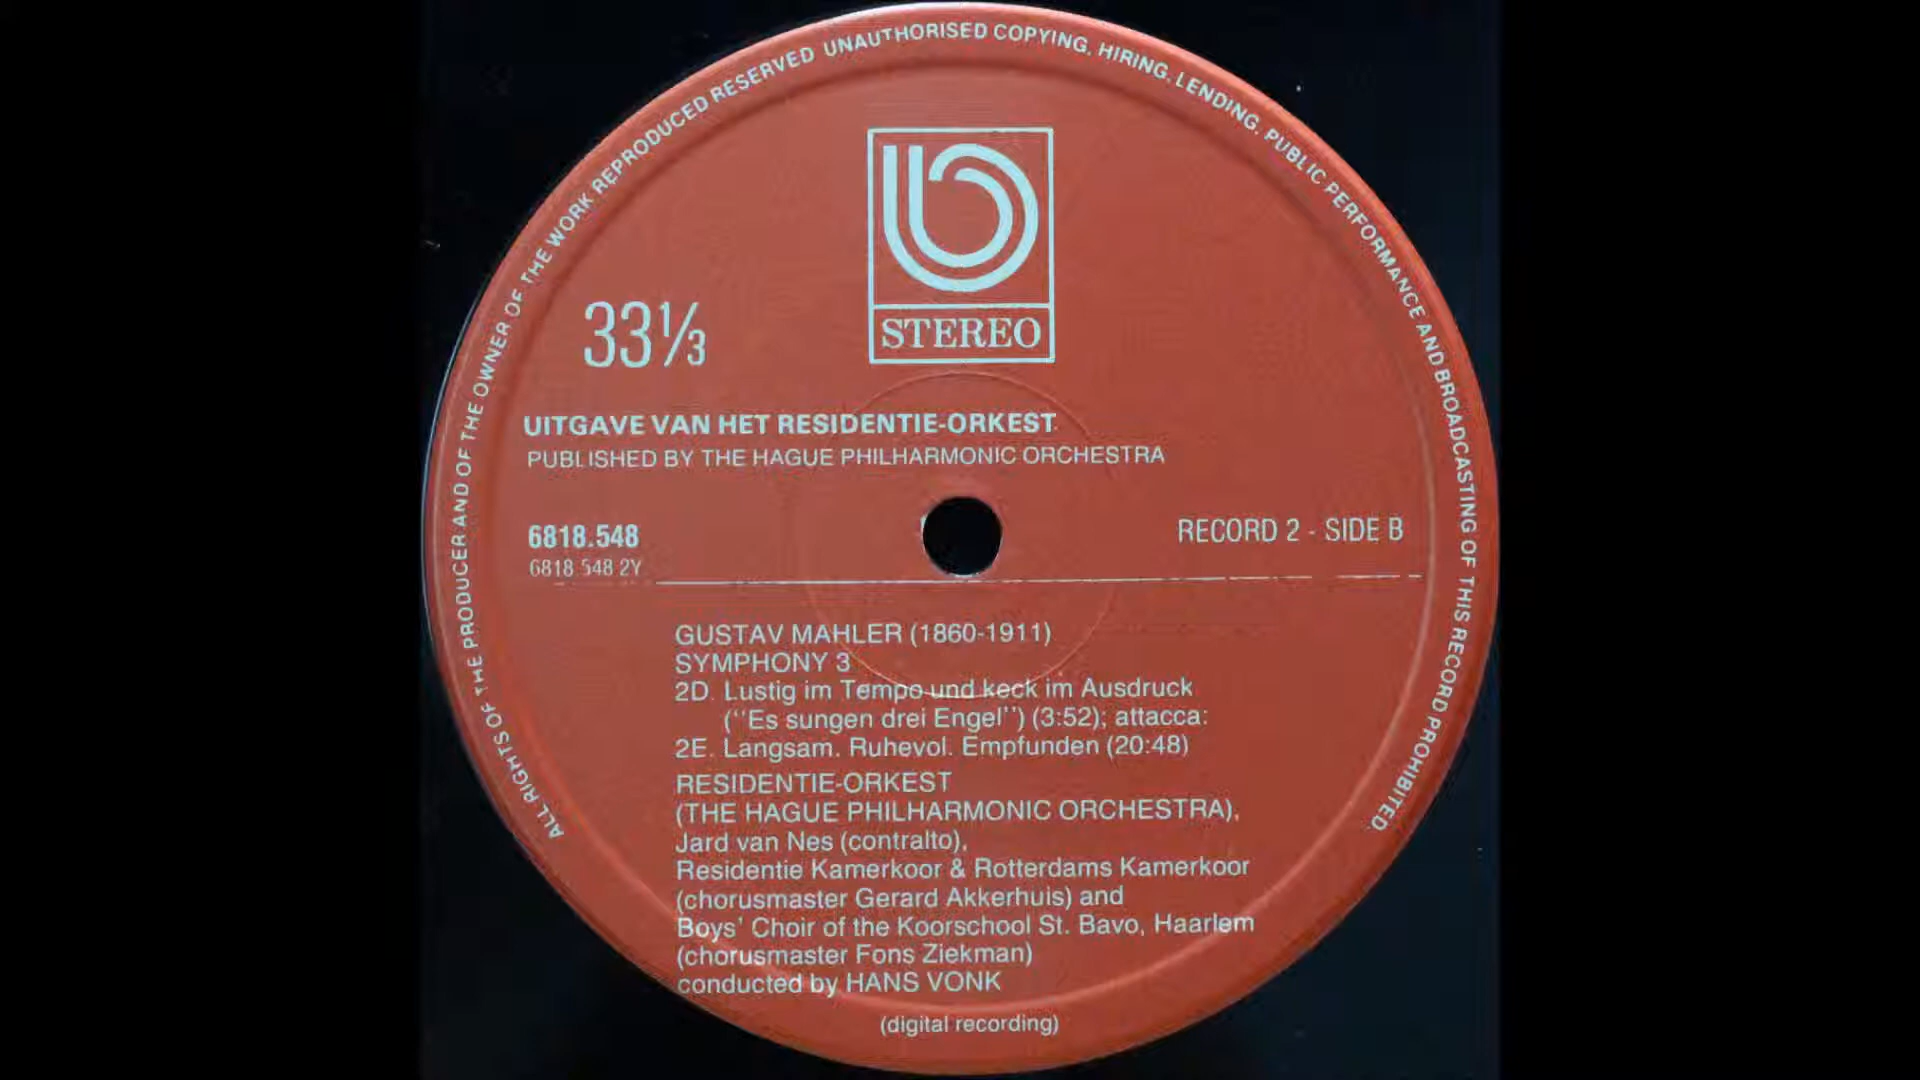 ALL RIGHTS OF THE PRODUCER AND OF THE OWNER OF THE WORK REPRODUCED RESERVED UNAUTHORISED COPYING, HIRING, LENDING, PUBLIC PERFORMANCE AND BROADCASTING OF THIS RECORD PROHIBITED.
STEREO
33⅓
UITGAVE VAN HET RESIDENTIE-ORKEST
PUBLISHED BY THE HAGUE PHILHARMONIC ORCHESTRA
6818.548
RECORD 2 - SIDE B
6818 548 2Y
GUSTAV MAHLER (1860-1911)
SYMPHONY 3
2D. Lustig im Tempo und keck im Ausdruck
(''Es sungen drei Engel'') (3:52); attacca:
2E. Langsam. Ruhevol. Empfunden (20:48)
RESIDENTIE-ORKEST
(THE HAGUE PHILHARMONIC ORCHESTRA),
Jard van Nes (contralto),
Residentie Kamerkoor & Rotterdams Kamerkoor
(chorusmaster Gerard Akkerhuis) and
Boys' Choir of the Koorschool St. Bavo, Haarlem
(chorusmaster Fons Ziekman)
conducted by HANS VONK
(digital recording)